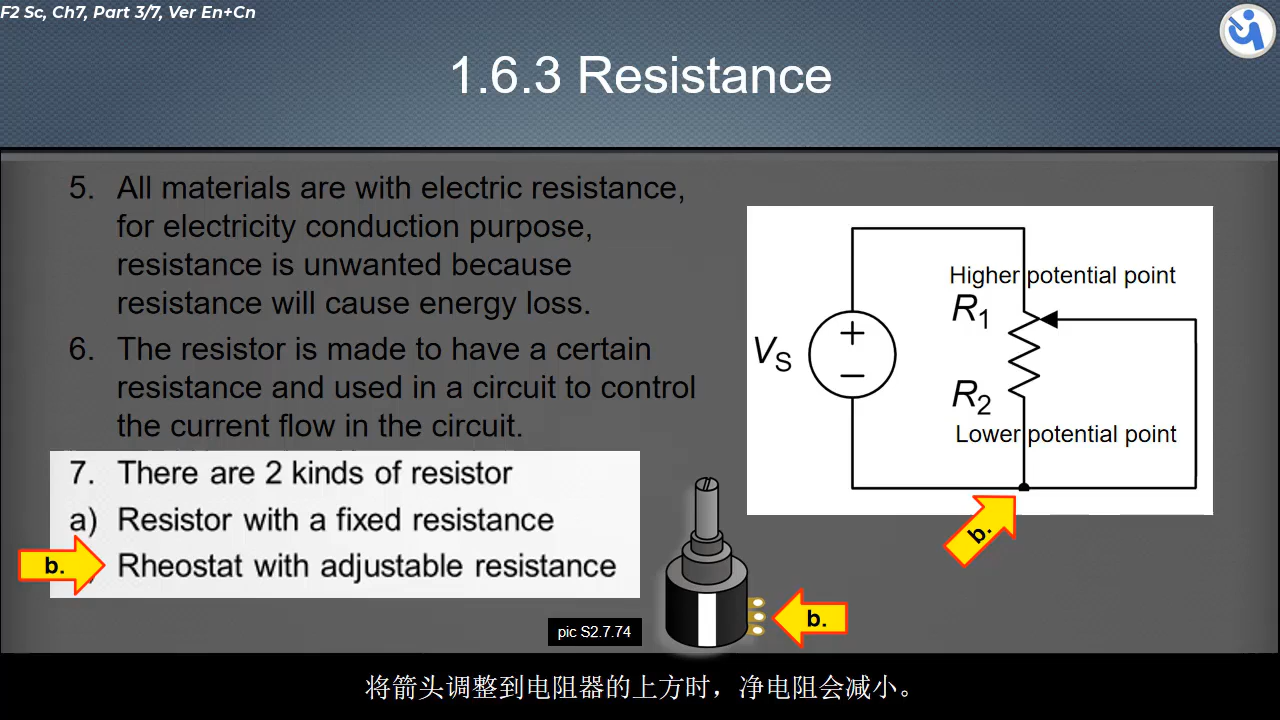 F2 Sc, Ch7, Part 3/7, Ver En+Cn
1.6.3 Resistance
5. All materials are with electric resistance,
for electricity conduction purpose,
resistance is unwanted because
resistance will cause energy loss.
6. The resistor is made to have a certain
resistance and used in a circuit to control
the current flow in the circuit.
7. There are 2 kinds of resistor
a) Resistor with a fixed resistance
b. Rheostat with adjustable resistance
Higher potential point
R1
VS
+
−
R2
Lower potential point
b.
b.
pic S2.7.74
将箭头调整到电阻器的上方时，净电阻会减小。